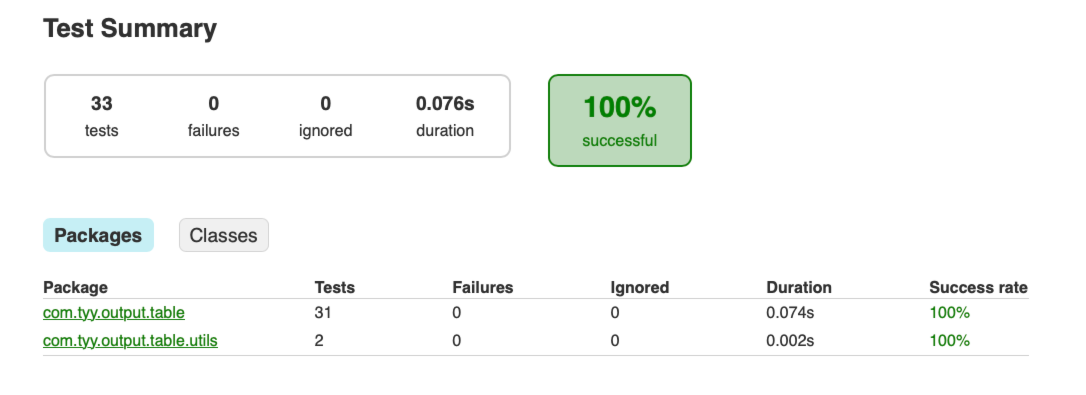 Test Summary
33 0 0 0.076s
tests failures ignored duration
100%
successful
Packages Classes
Package Tests Failures Ignored Duration Success rate
com.tyy.output.table 31 0 0 0.074s 100%
com.tyy.output.table.utils 2 0 0 0.002s 100%